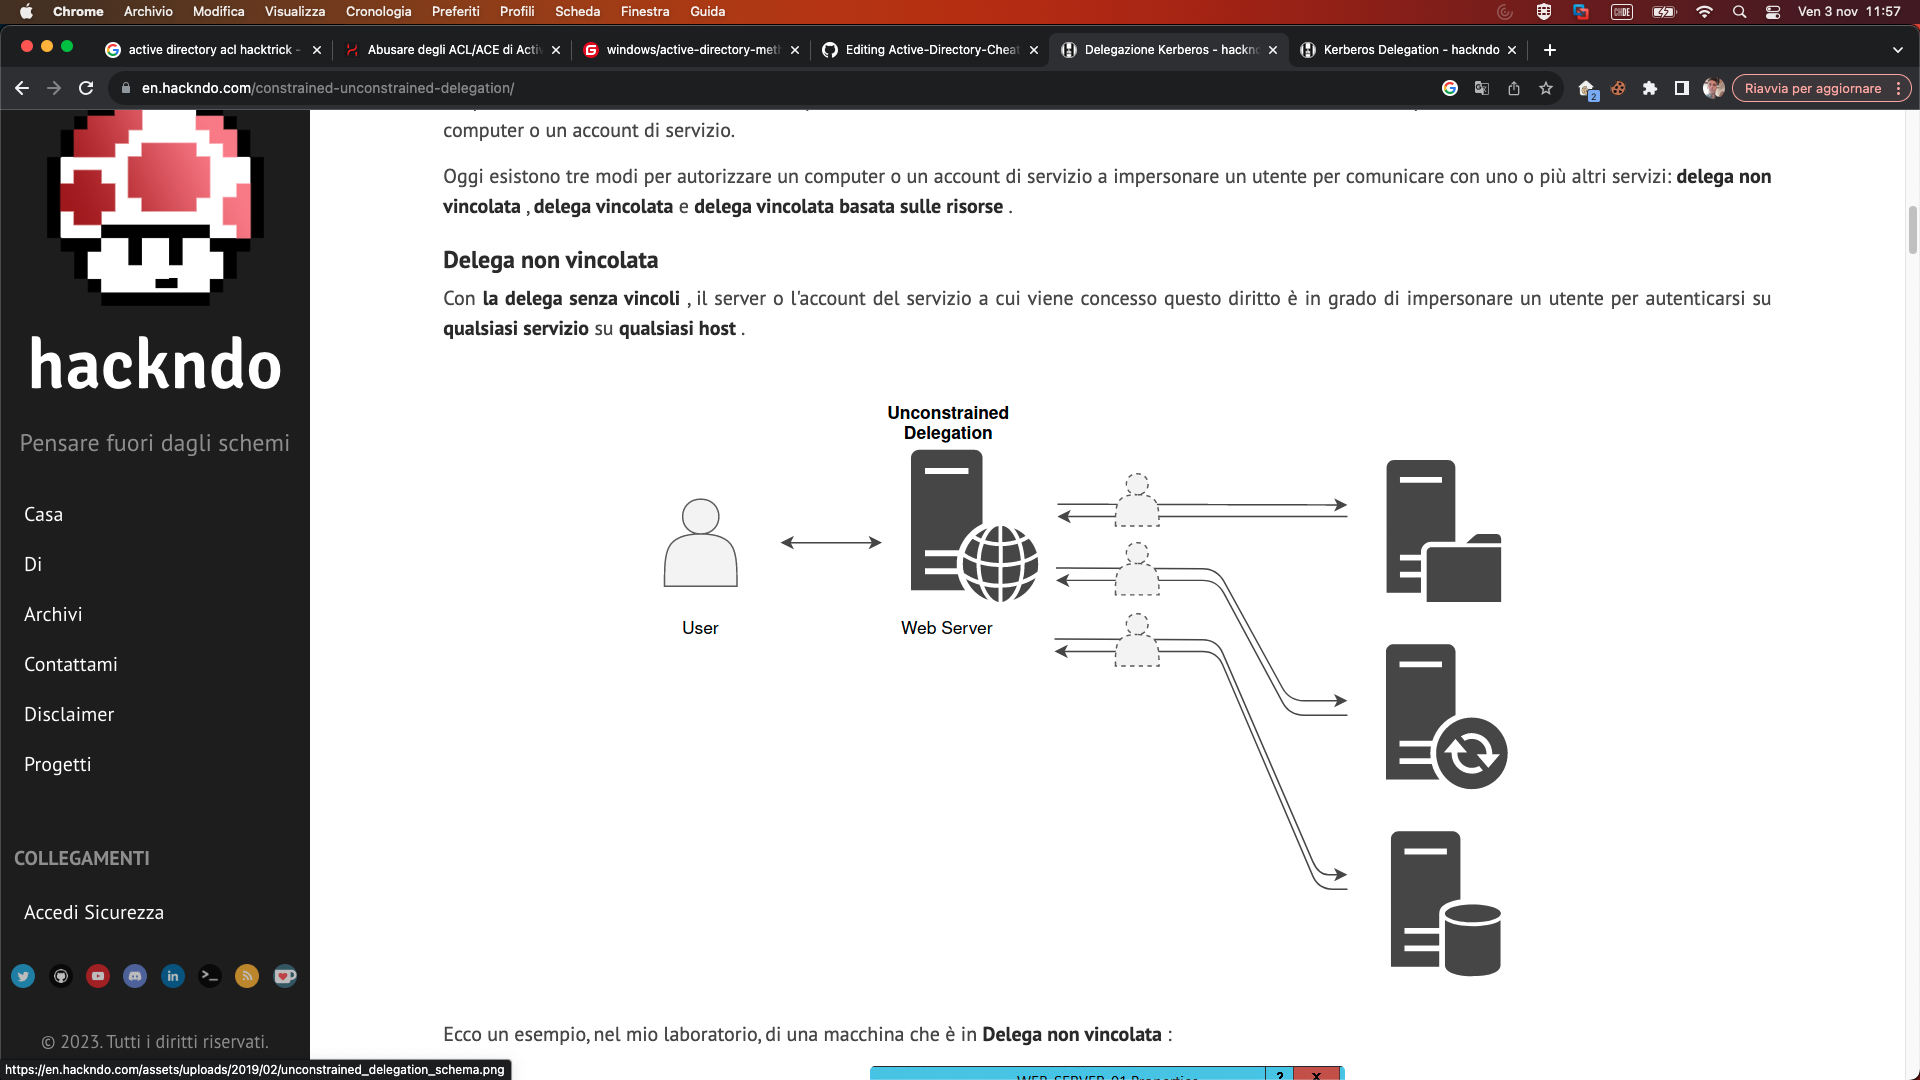 Chrome Archivio Modifica Visualizza Cronologia Preferiti Profili Scheda Finestra Guida Ven 3 nov 11:57
active directory acl hacktrick - Abusare degli ACL/ACE di Acti windows/active-directory-met Editing Active-Directory-Cheat Delegazione Kerberos - hackn Kerberos Delegation - hackndo
en.hackndo.com/constrained-unconstrained-delegation/ 2 Riavvia per aggiornare
computer o un account di servizio.
Oggi esistono tre modi per autorizzare un computer o un account di servizio a impersonare un utente per comunicare con uno o più altri servizi: delega non
vincolata , delega vincolata e delega vincolata basata sulle risorse .
Delega non vincolata
Con la delega senza vincoli , il server o l'account del servizio a cui viene concesso questo diritto è in grado di impersonare un utente per autenticarsi su
qualsiasi servizio su qualsiasi host .
hackndo
Pensare fuori dagli schemi
Casa
Di
Archivi
Contattami
Disclaimer
Progetti
COLLEGAMENTI
Accedi Sicurezza
© 2023. Tutti i diritti riservati.
Unconstrained
Delegation
User
Web Server
Ecco un esempio, nel mio laboratorio, di una macchina che è in Delega non vincolata :
https://en.hackndo.com/assets/uploads/2019/02/unconstrained_delegation_schema.png